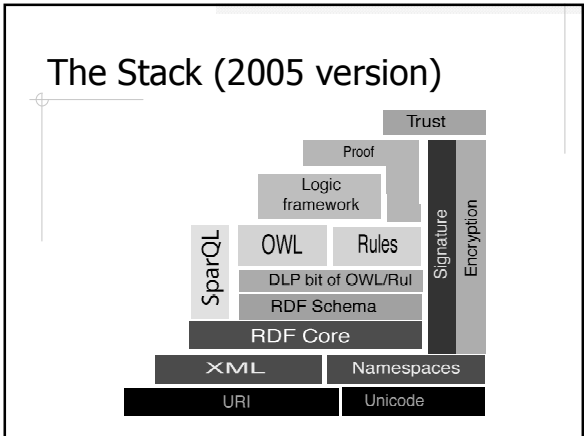 The Stack (2005 version)
Trust
Proof
Logic
framework
Signature
Encryption
SparQL
OWL
Rules
DLP bit of OWL/Rul
RDF Schema
RDF Core
XML
Namespaces
URI
Unicode